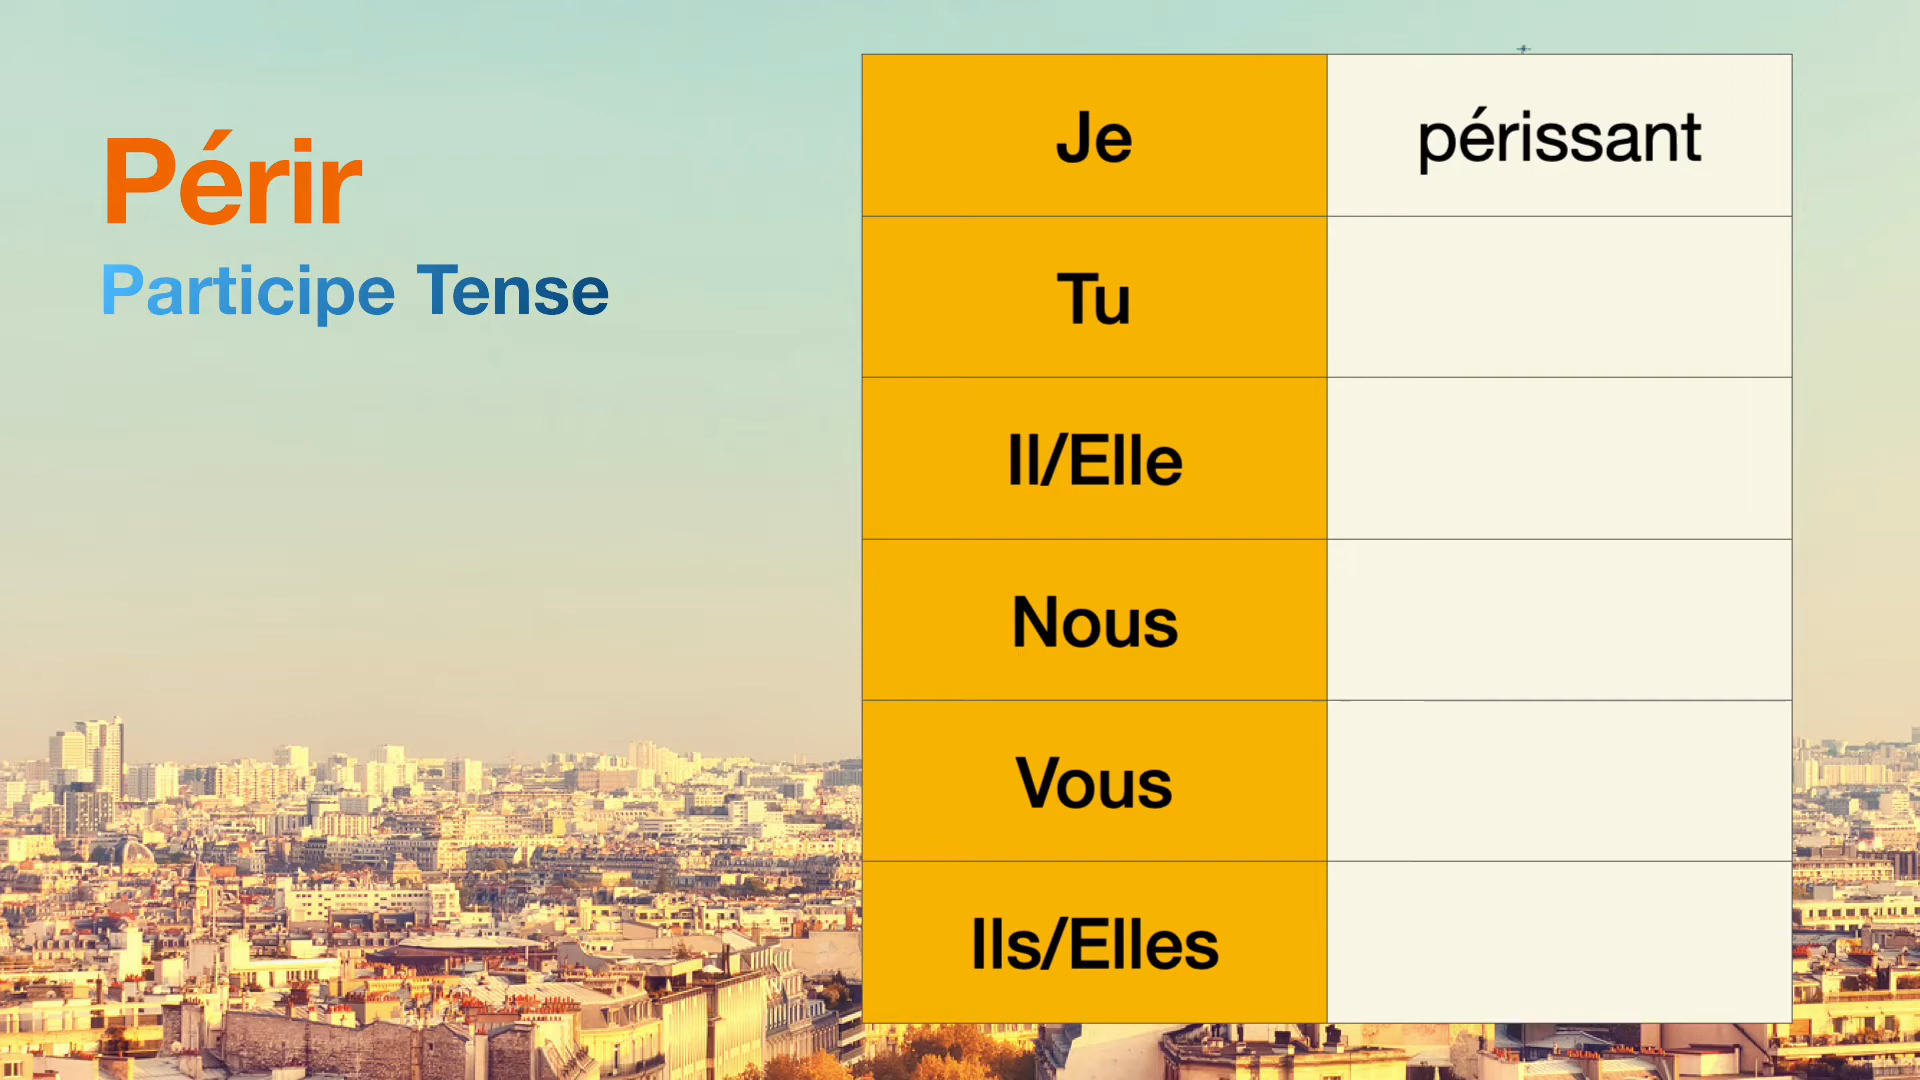 Périr
Participe Tense
Je périssant
Tu
Il/Elle
Nous
Vous
Ils/Elles